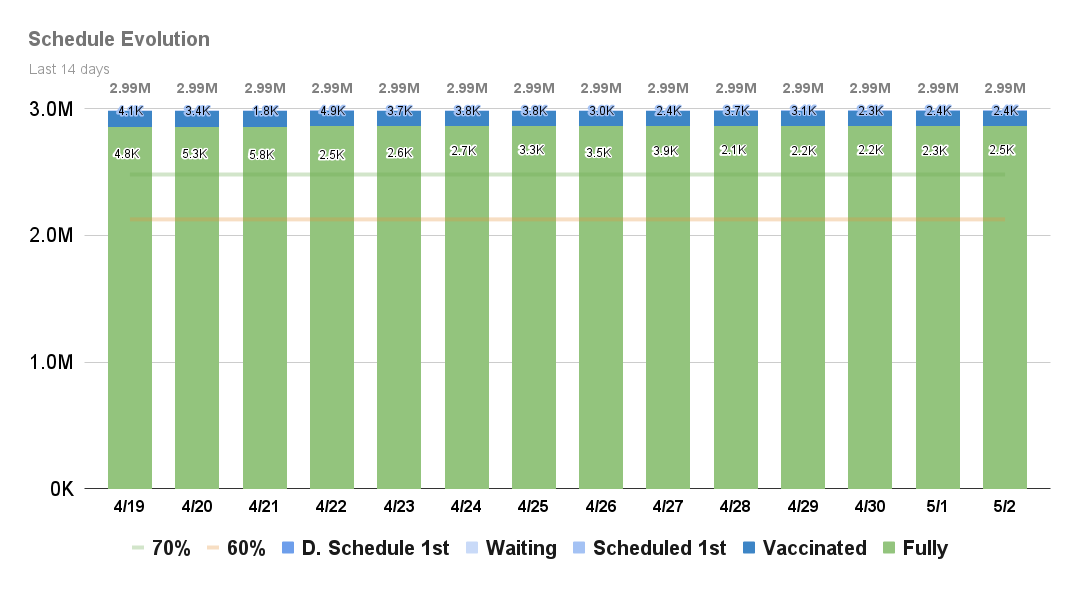 Schedule Evolution
Last 14 days
2.99M 2.99M 2.99M 2.99M 2.99M 2.99M 2.99M 2.99M 2.99M 2.99M 2.99M 2.99M 2.99M 2.99M
3.0M
4.1K 3.4K 1.8K 4.9K 3.7K 3.8K 3.8K 3.0K 2.4K 3.7K 3.1K 2.3K 2.4K 2.4K
4.8K 5.3K 5.8K 2.5K 2.6K 2.7K 3.3K 3.5K 3.9K 2.1K 2.2K 2.2K 2.3K 2.5K
2.0M
1.0M
0K
4/19 4/20 4/21 4/22 4/23 4/24 4/25 4/26 4/27 4/28 4/29 4/30 5/1 5/2
70% 60% D. Schedule 1st Waiting Scheduled 1st Vaccinated Fully